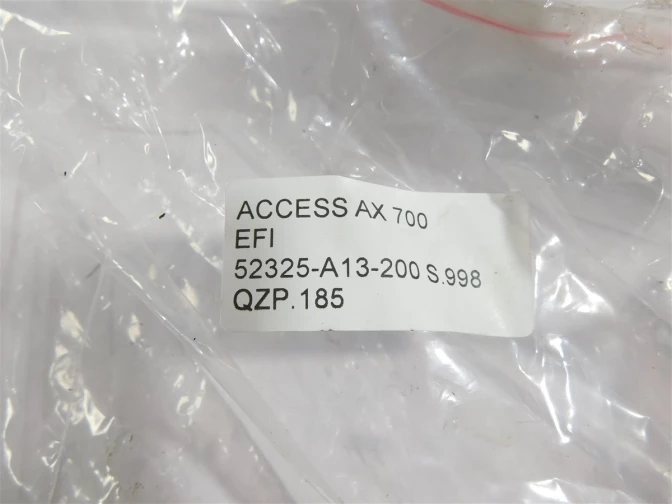 ACCESS AX 700
EFI
52325-A13-200 S.998
QZP.185